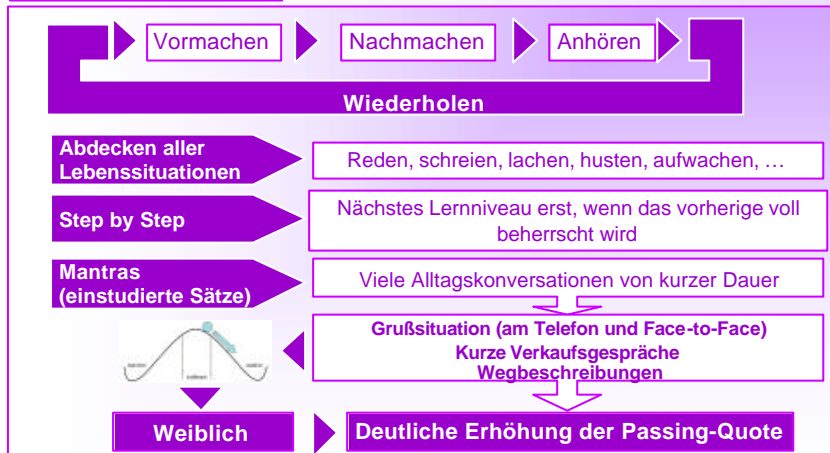 Vormachen
Nachmachen
Anhören
Wiederholen
Abdecken aller
Lebenssituationen
Reden, schreien, lachen, husten, aufwachen, …
Step by Step
Nächstes Lernniveau erst, wenn das vorherige voll
beherrscht wird
Mantras
(einstudierte Sätze)
Viele Alltagskonversationen von kurzer Dauer
Grußsituation (am Telefon und Face-to-Face)
Kurze Verkaufsgespräche
Wegbeschreibungen
Weiblich
Deutliche Erhöhung der Passing-Quote